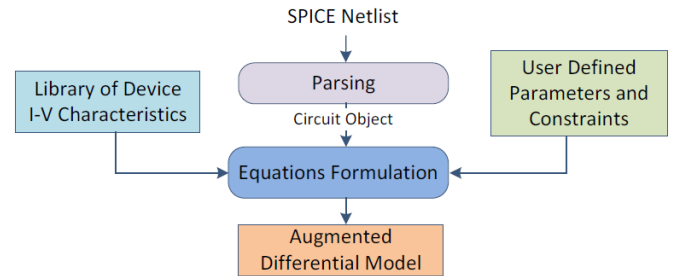 SPICE Netlist
Parsing
Library of Device
I-V Characteristics
User Defined
Parameters and
Constraints
Circuit Object
Equations Formulation
Augmented
Differential Model